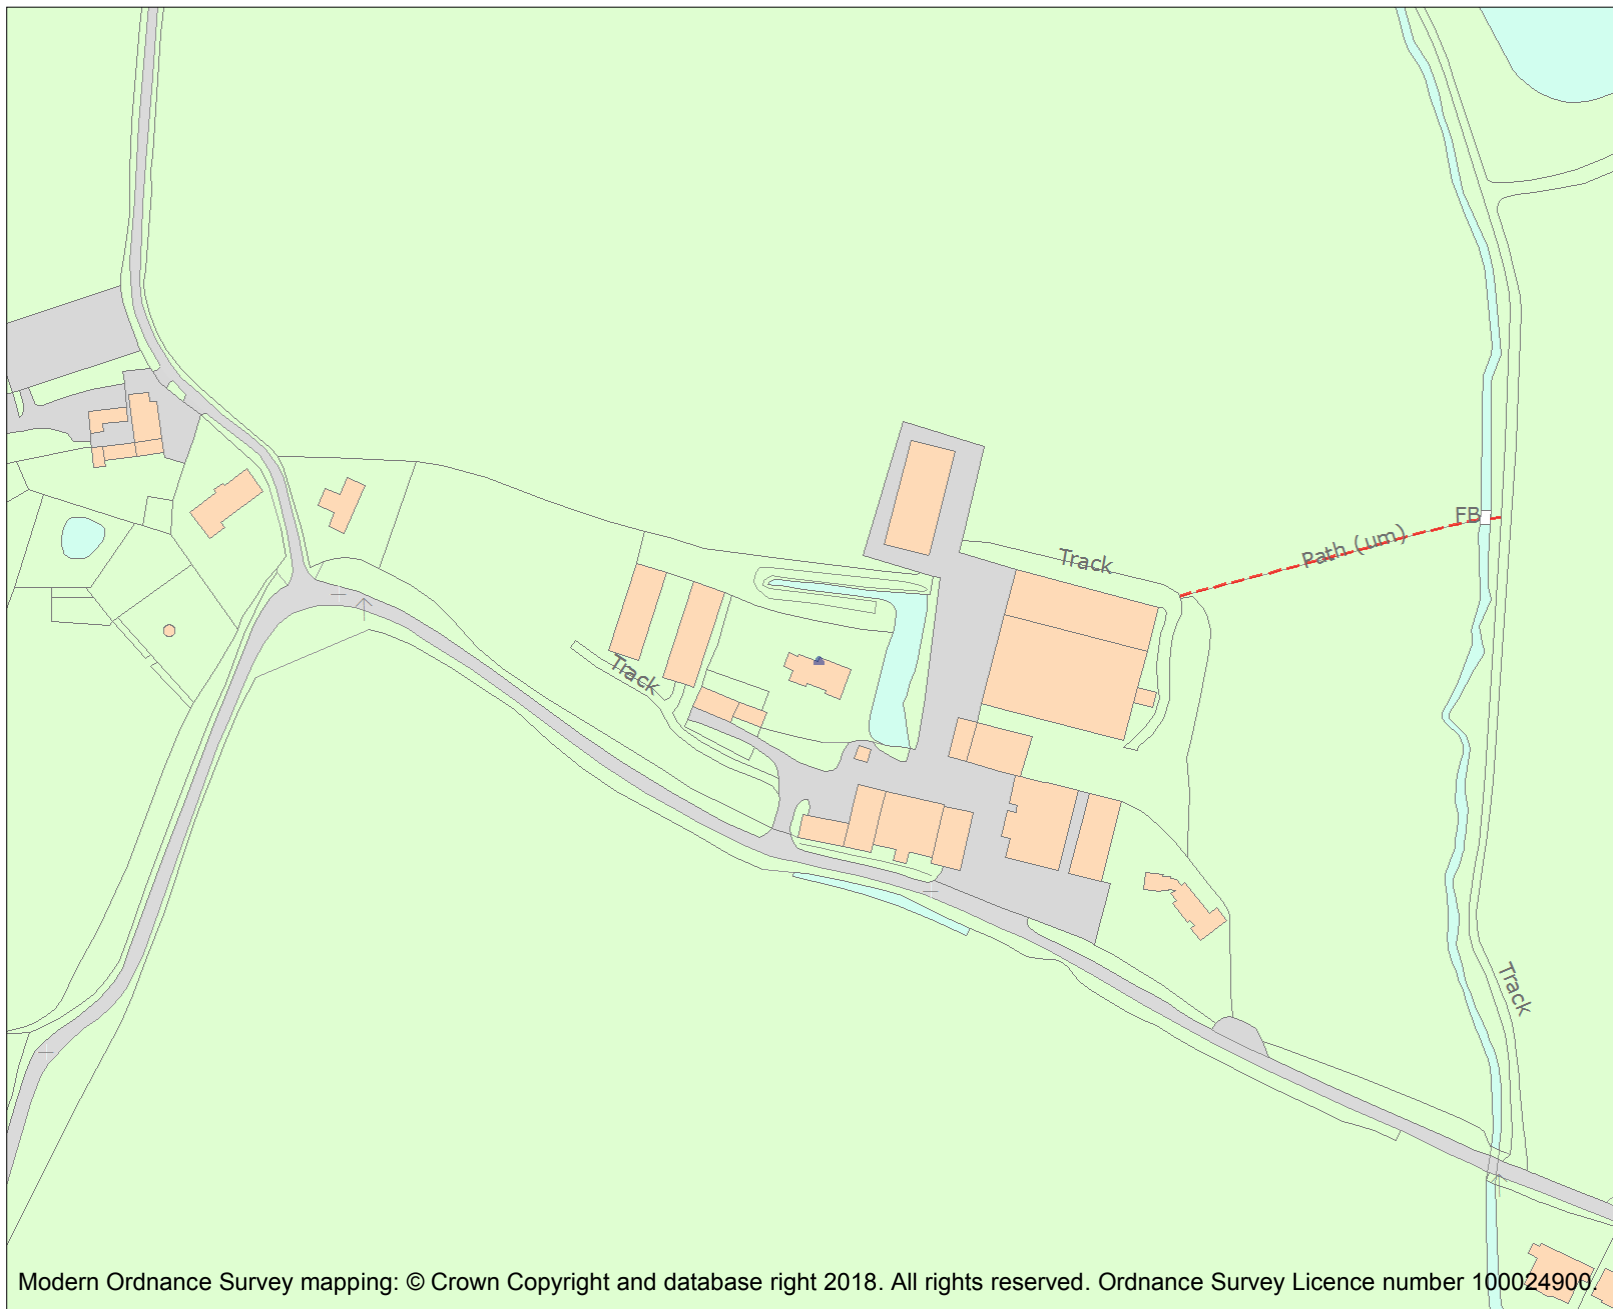 FB
Path (um)
Track
Track
Track
Modern Ordnance Survey mapping: © Crown Copyright and database right 2018. All rights reserved. Ordnance Survey Licence number 100024900.